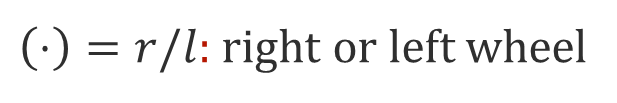 (·) = r/l: right or left wheel